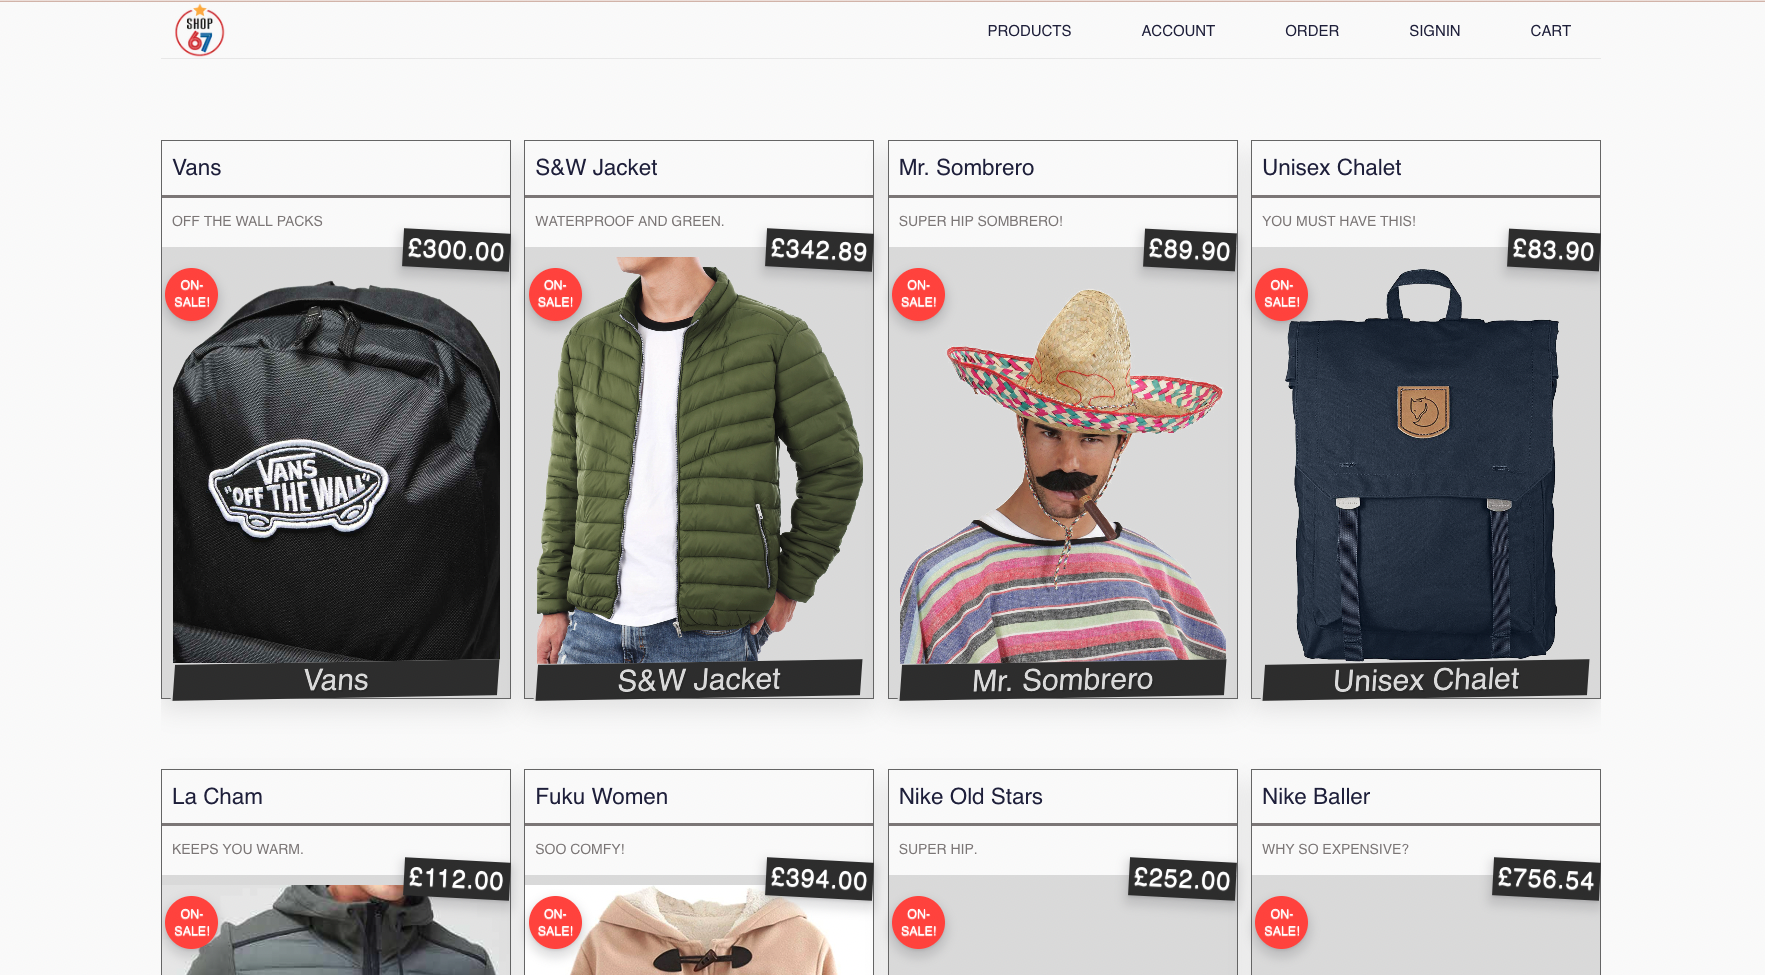 SHOP
67
PRODUCTS
ACCOUNT
ORDER
SIGNIN
CART
Vans
OFF THE WALL PACKS
£300.00
ON-
SALE!
VANS
"OFF THE WALL"
Vans
S&W Jacket
WATERPROOF AND GREEN.
£342.89
ON-
SALE!
S&W Jacket
Mr. Sombrero
SUPER HIP SOMBRERO!
£89.90
ON-
SALE!
Mr. Sombrero
Unisex Chalet
YOU MUST HAVE THIS!
£83.90
ON-
SALE!
Unisex Chalet
La Cham
KEEPS YOU WARM.
£112.00
ON-
SALE!
Fuku Women
SOO COMFY!
£394.00
ON-
SALE!
Nike Old Stars
SUPER HIP.
£252.00
ON-
SALE!
Nike Baller
WHY SO EXPENSIVE?
£756.54
ON-
SALE!